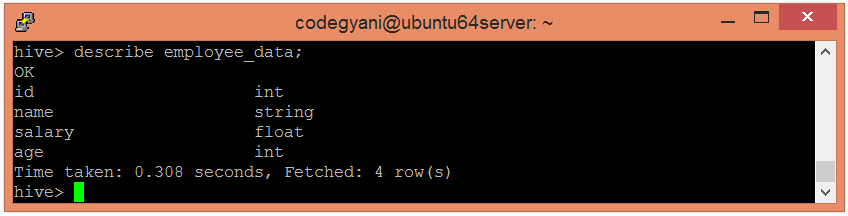 codegyani@ubuntu64server: ~
hive> describe employee_data;
OK
id                      int
name                    string
salary                  float
age                     int
Time taken: 0.308 seconds, Fetched: 4 row(s)
hive>